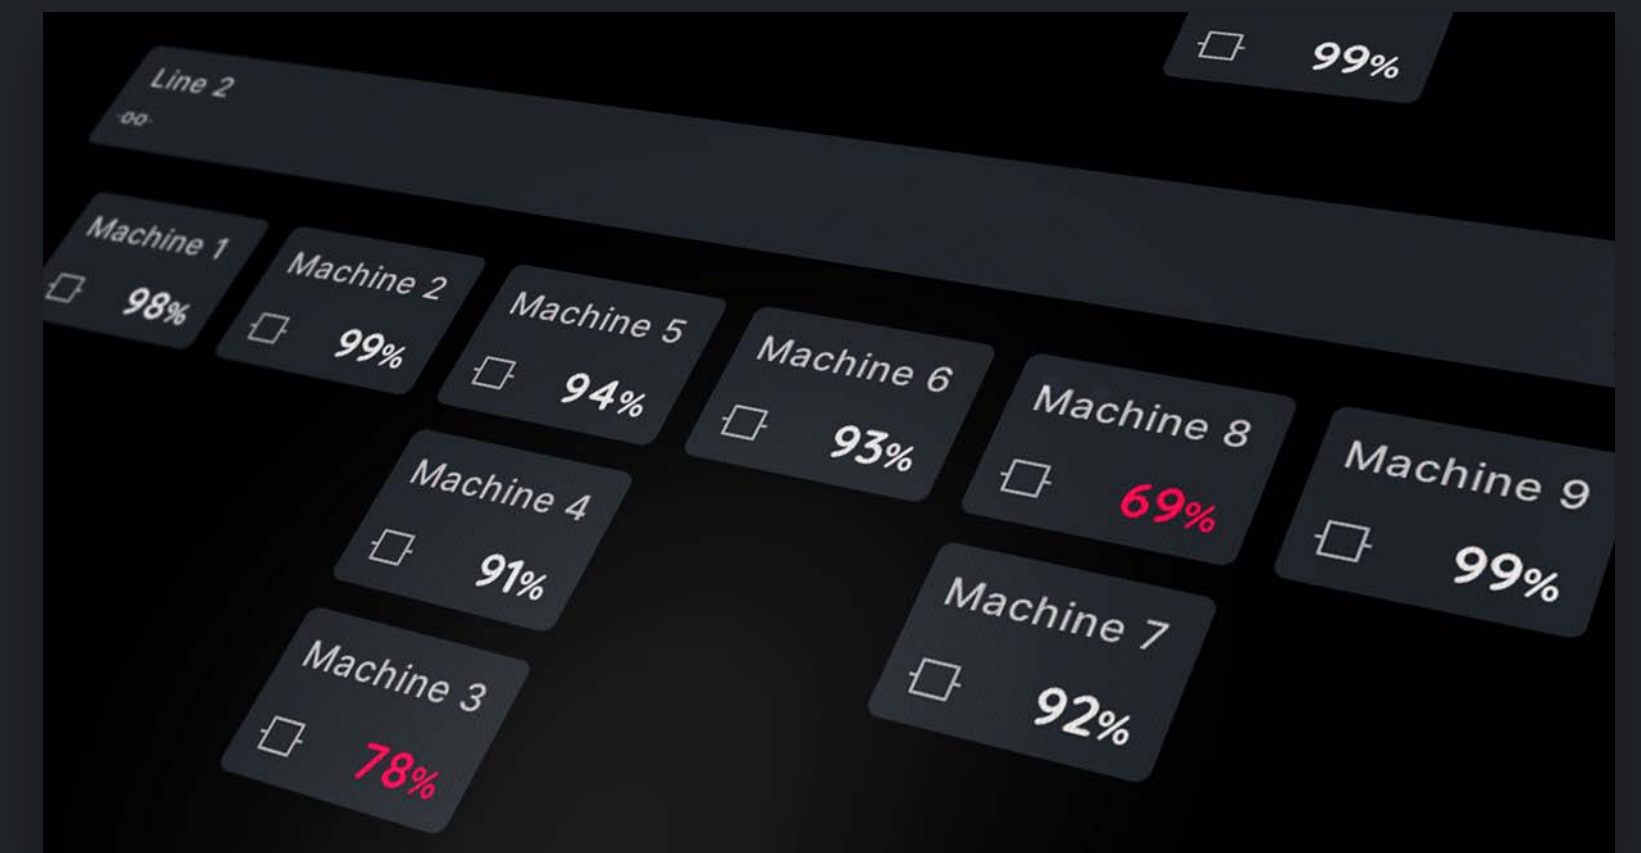 99%
Line 2
Machine 1
98%
Machine 2
99%
Machine 5
94%
Machine 6
93%
Machine 8
69%
Machine 9
99%
Machine 4
91%
Machine 7
92%
Machine 3
78%